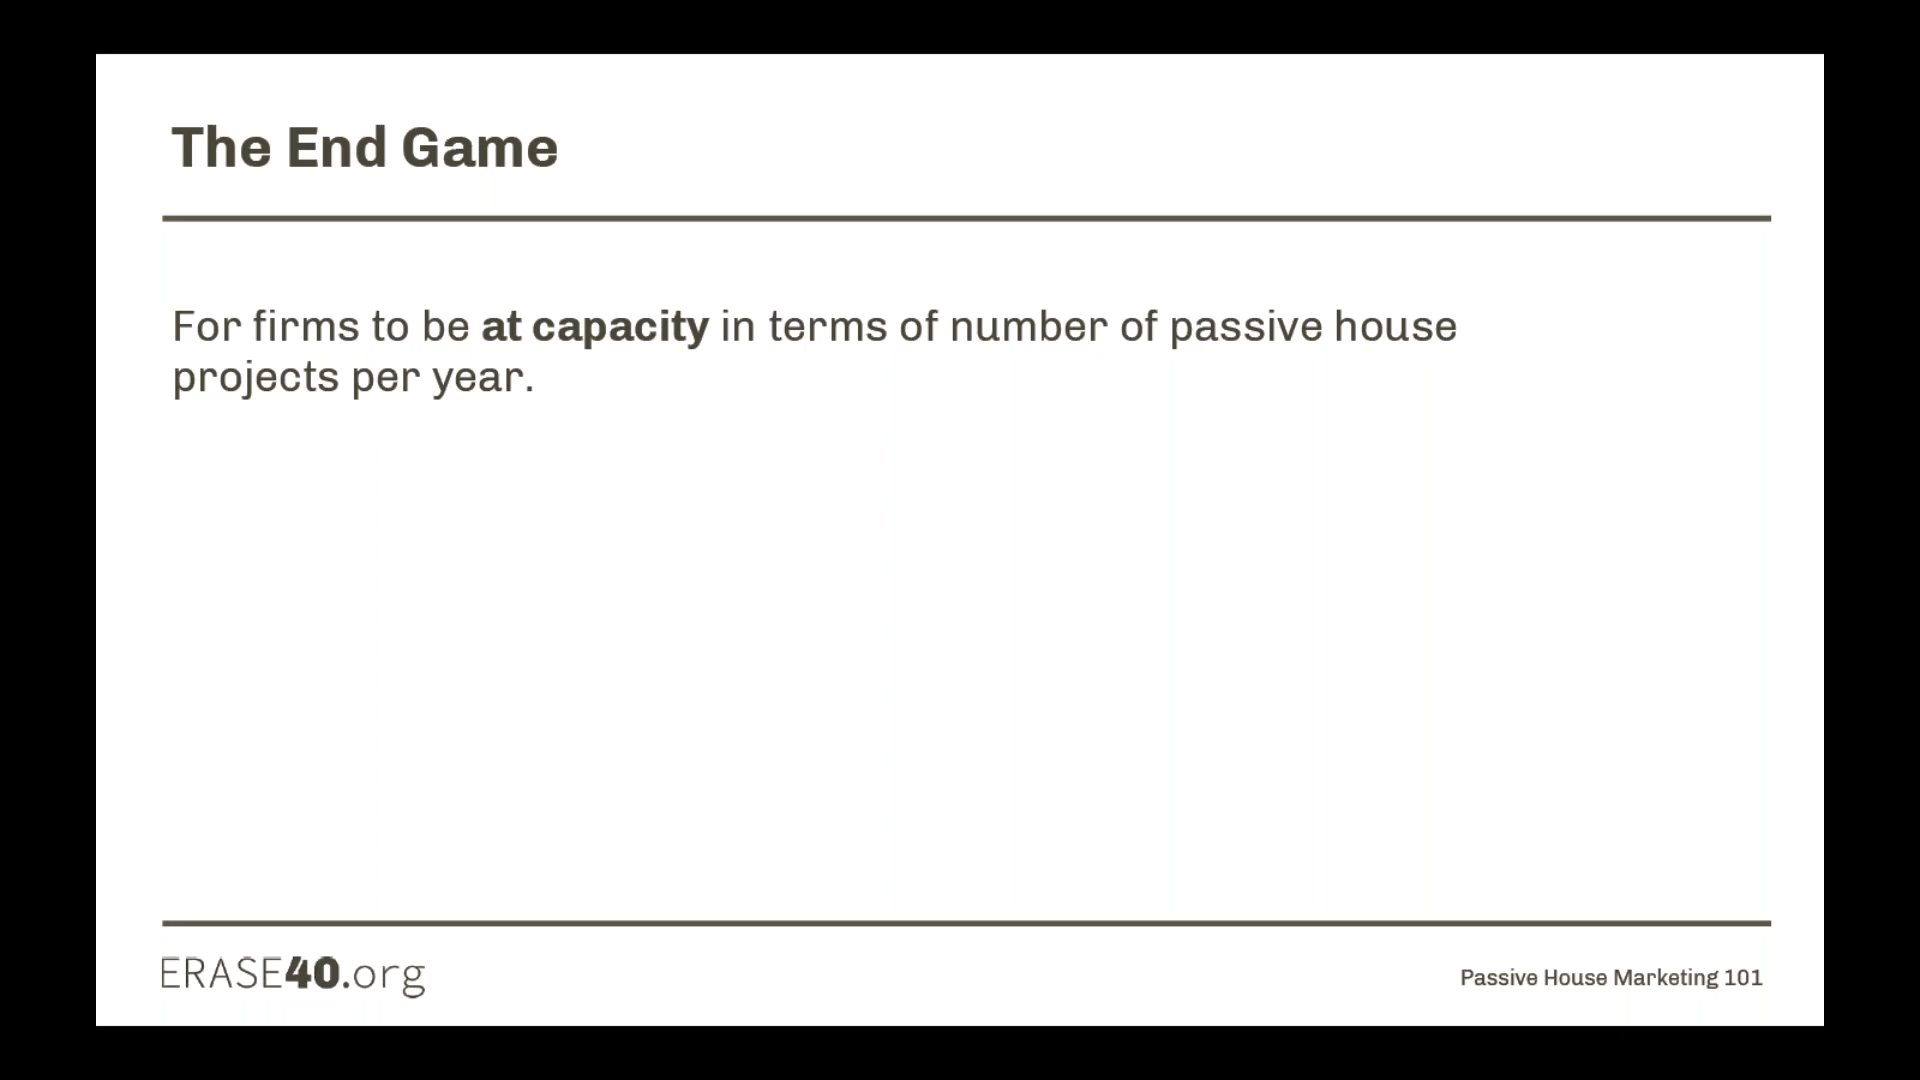 The End Game
For firms to be at capacity in terms of number of passive house
projects per year.
ERASE40.org
Passive House Marketing 101